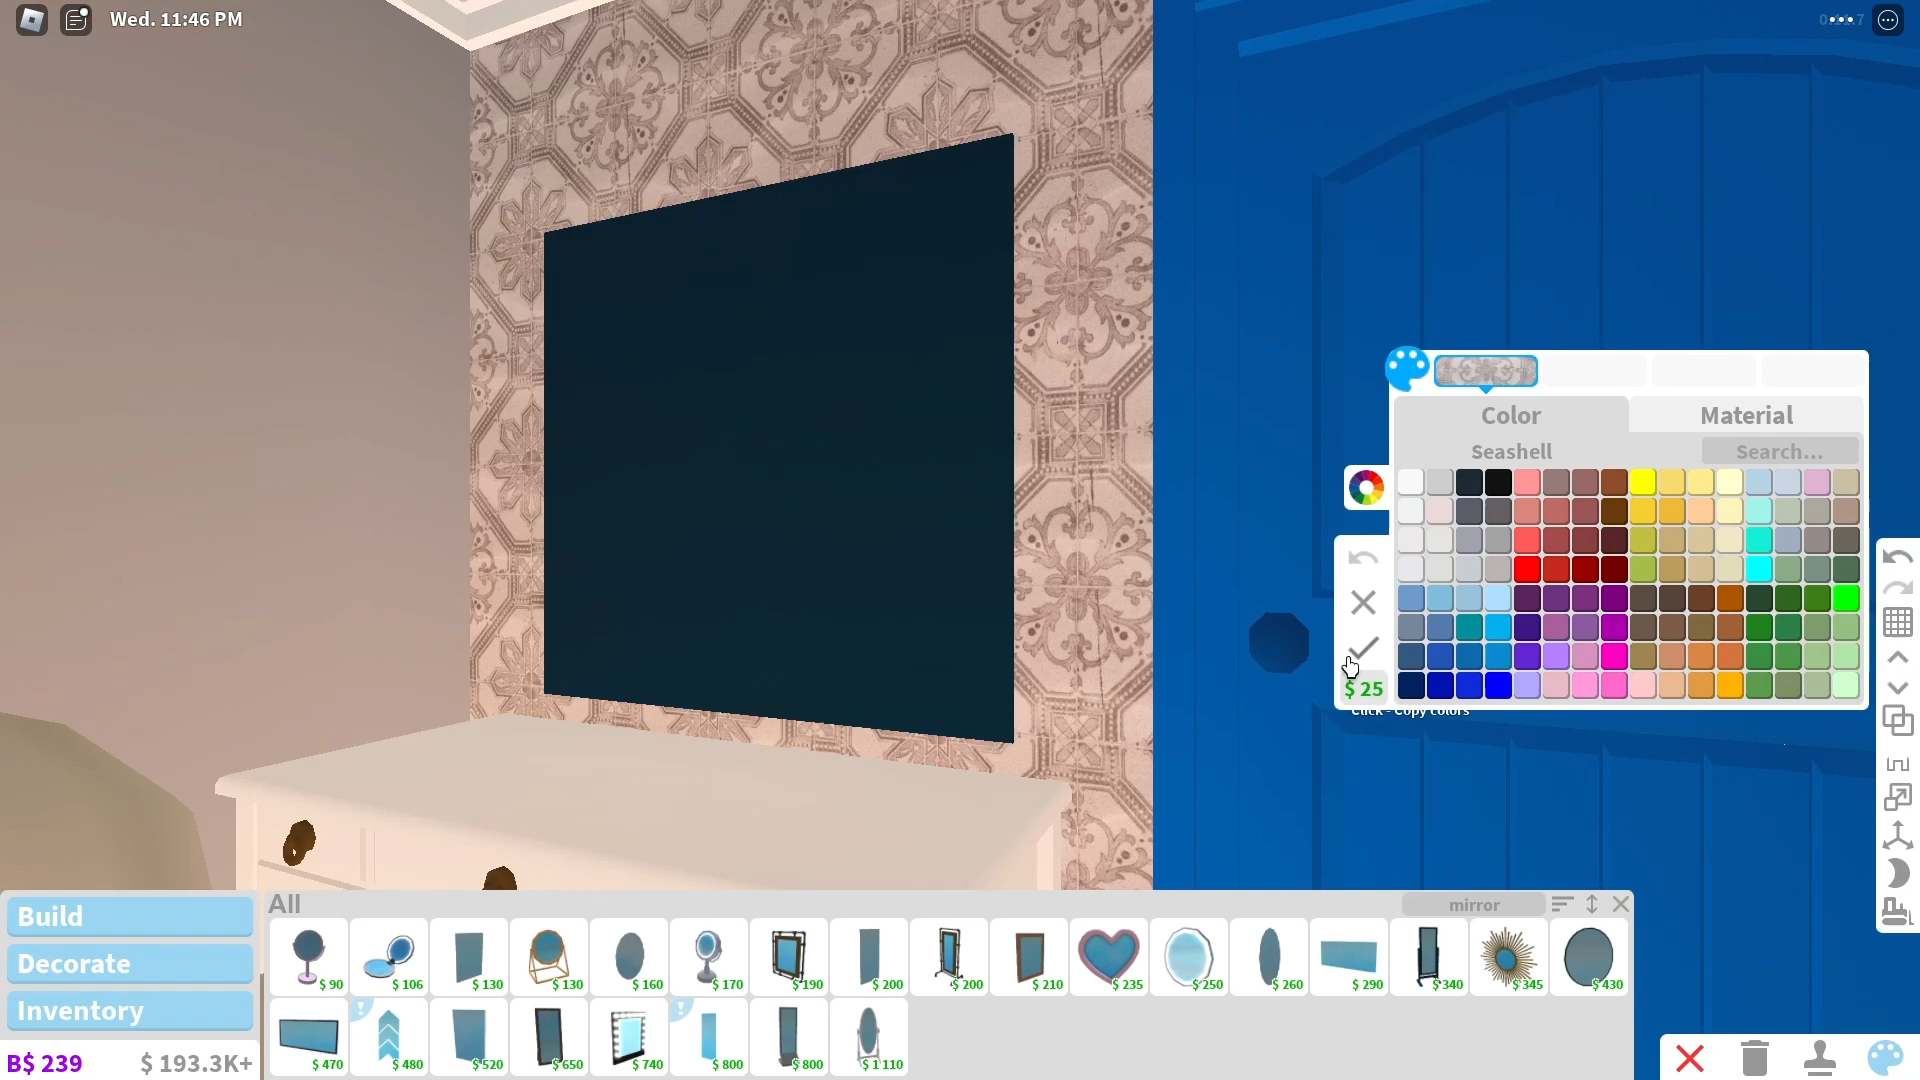 Wed. 11:46 PM
Color
Material
Seashell
Search...
$ 25
Click - Copy colors
Build
Decorate
Inventory
B$ 239
$ 193.3K+
All
mirror
$ 90
$ 106
$ 130
$ 130
$ 160
$ 170
$ 190
$ 200
$ 200
$ 210
$ 235
$ 250
$ 260
$ 290
$ 340
$ 345
$ 430
$ 470
$ 480
$ 520
$ 650
$ 740
$ 800
$ 800
$ 1 110